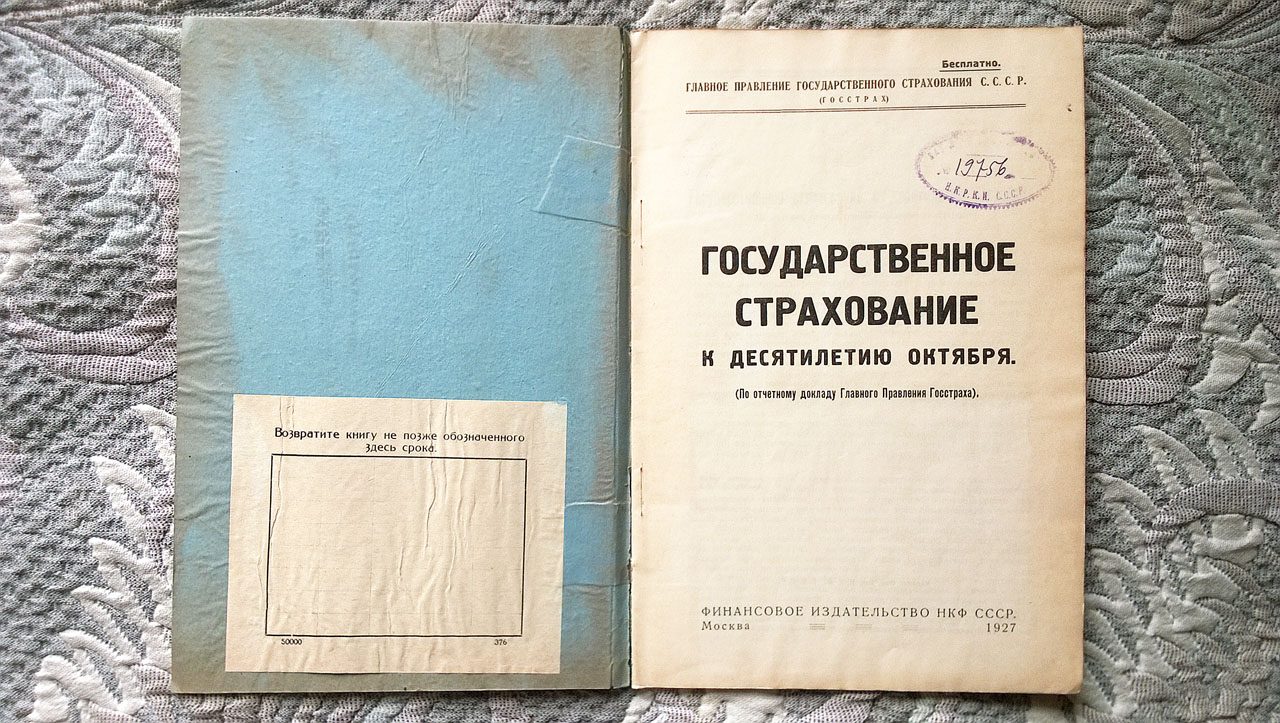 Возвратите книгу не позже обозначенного
здесь срока.
50000 376
Бесплатно.
ГЛАВНОЕ ПРАВЛЕНИЕ ГОСУДАРСТВЕННОГО СТРАХОВАНИЯ С. С. С. Р.
(ГОССТРАХ)
№ 19756
Н.К.Р.К.И. С.С.С.Р.
ГОСУДАРСТВЕННОЕ
СТРАХОВАНИЕ
К ДЕСЯТИЛЕТИЮ ОКТЯБРЯ.
(По отчетному докладу Главного Правления Госстраха).
ФИНАНСОВОЕ ИЗДАТЕЛЬСТВО НКФ СССР.
Москва 1927